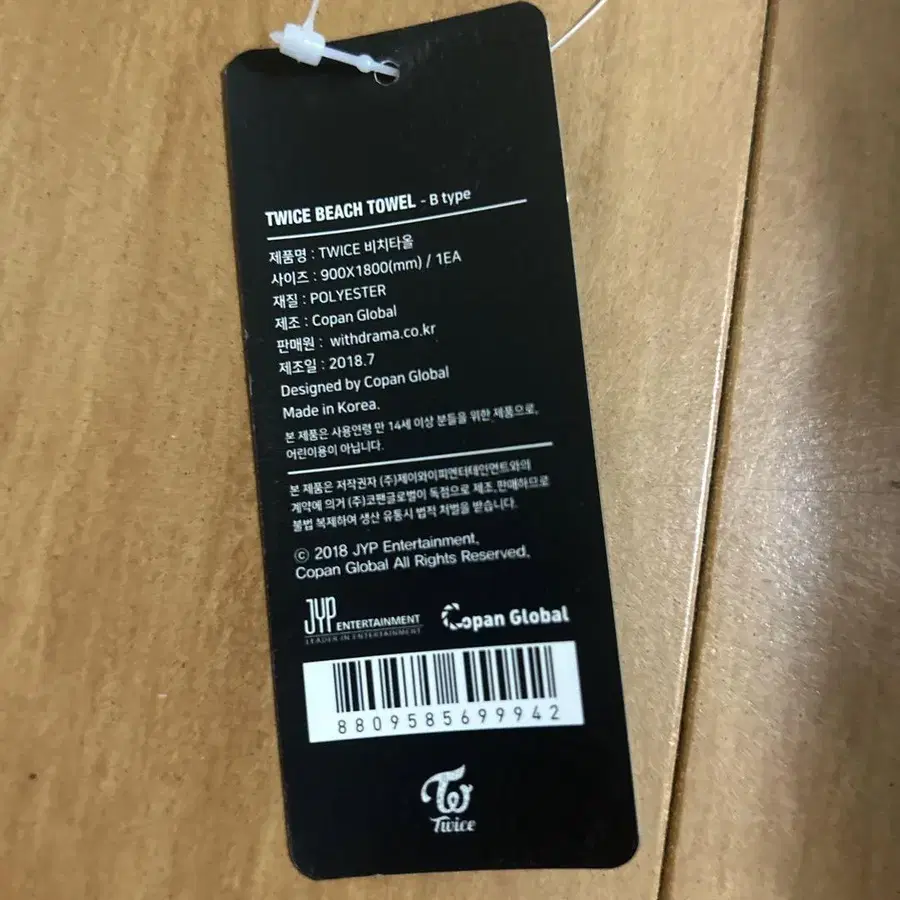 TWICE BEACH TOWEL - B type
제품명 : TWICE 비치타올
사이즈 : 900X1800(mm) / 1EA
재질 : POLYESTER
제조 : Copan Global
판매원 : withdrama.co.kr
제조일 : 2018.7
Designed by Copan Global
Made in Korea.
본 제품은 사용연령 만 14세 이상 분들을 위한 제품으로,
어린이용이 아닙니다.
본 제품은 저작권자 (주)제이와이피엔터테인먼트와의
계약에 의거 (주)코팬글로벌이 독점으로 제조,판매하므로
불법 복제하여 생산 유통시 법적 처벌을 받습니다.
ⓒ 2018 JYP Entertainment,
Copan Global All Rights Reserved.
JYP ENTERTAINMENT
LEADER IN ENTERTAINMENT
Copan Global
8809585699942
TW
Twice